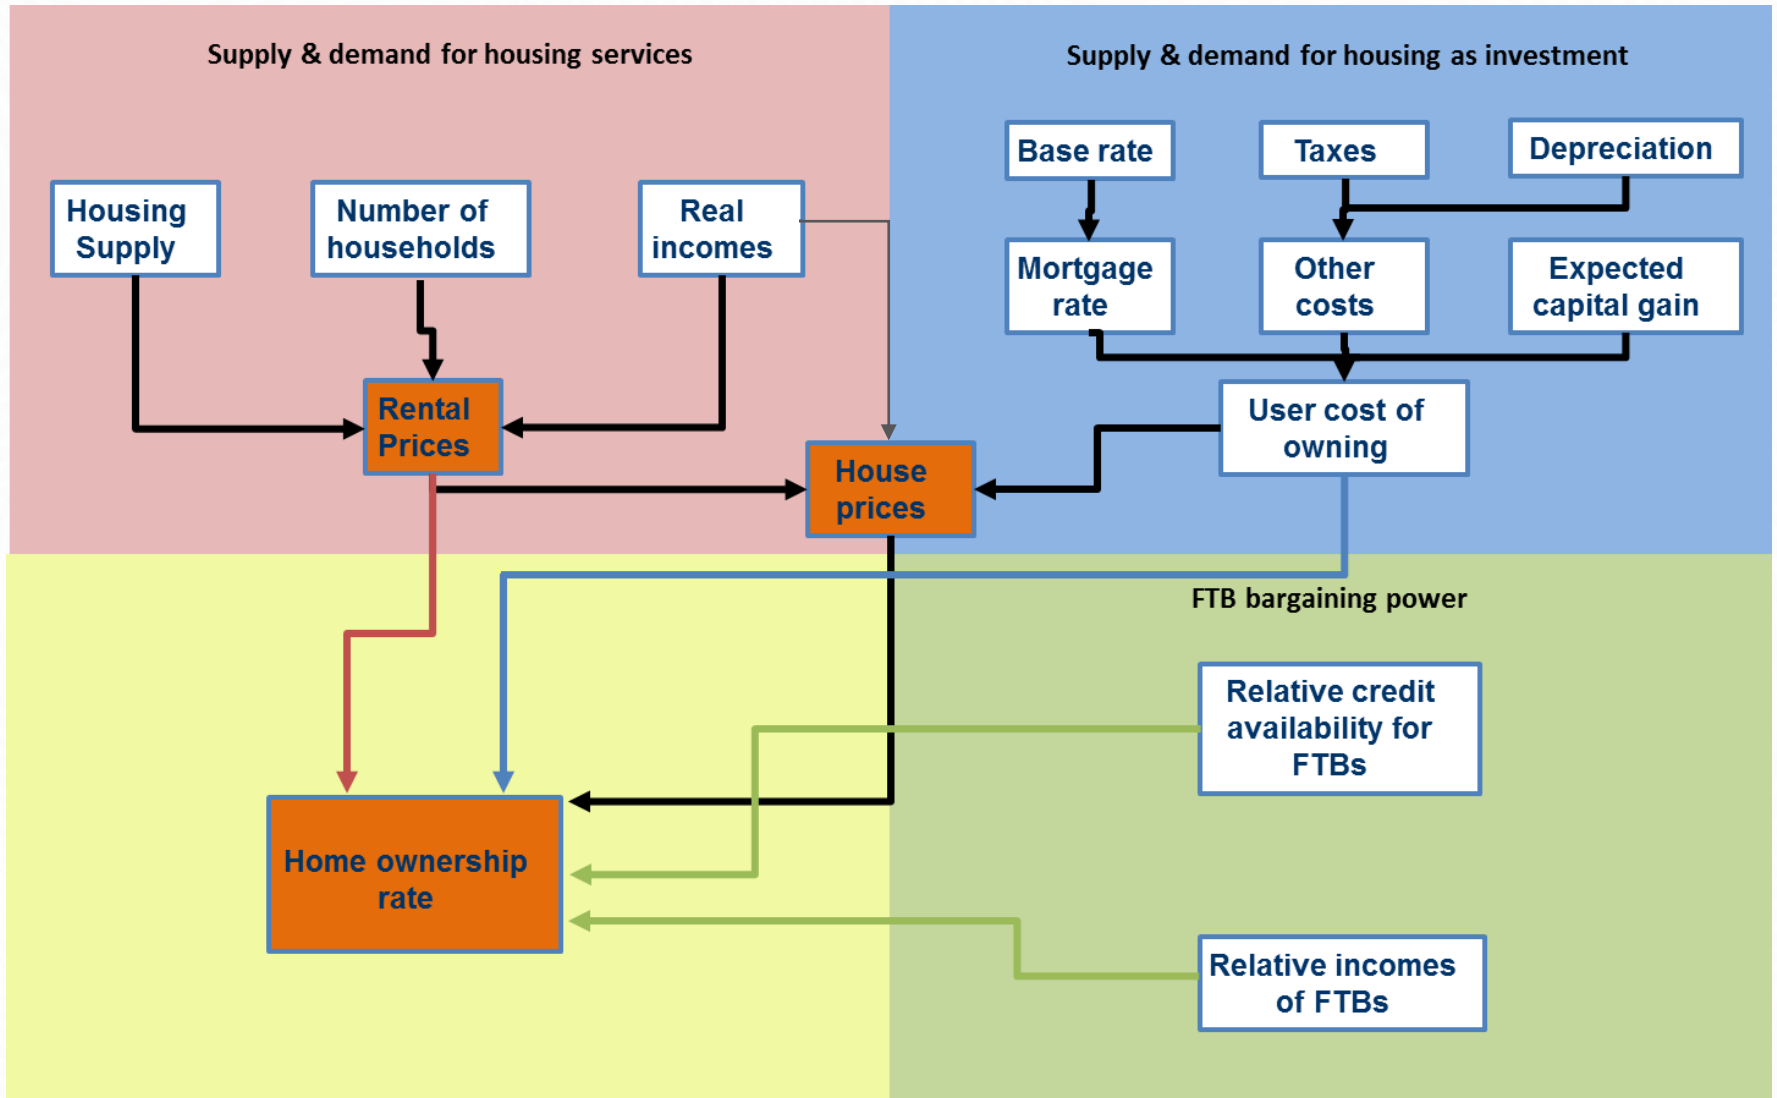 Supply & demand for housing services
Supply & demand for housing as investment
Base rate
Taxes
Depreciation
Housing
Supply
Number of
households
Real
incomes
Mortgage
rate
Other
costs
Expected
capital gain
Rental
Prices
User cost of
owning
House
prices
FTB bargaining power
Relative credit
availability for
FTBs
Home ownership
rate
Relative incomes
of FTBs